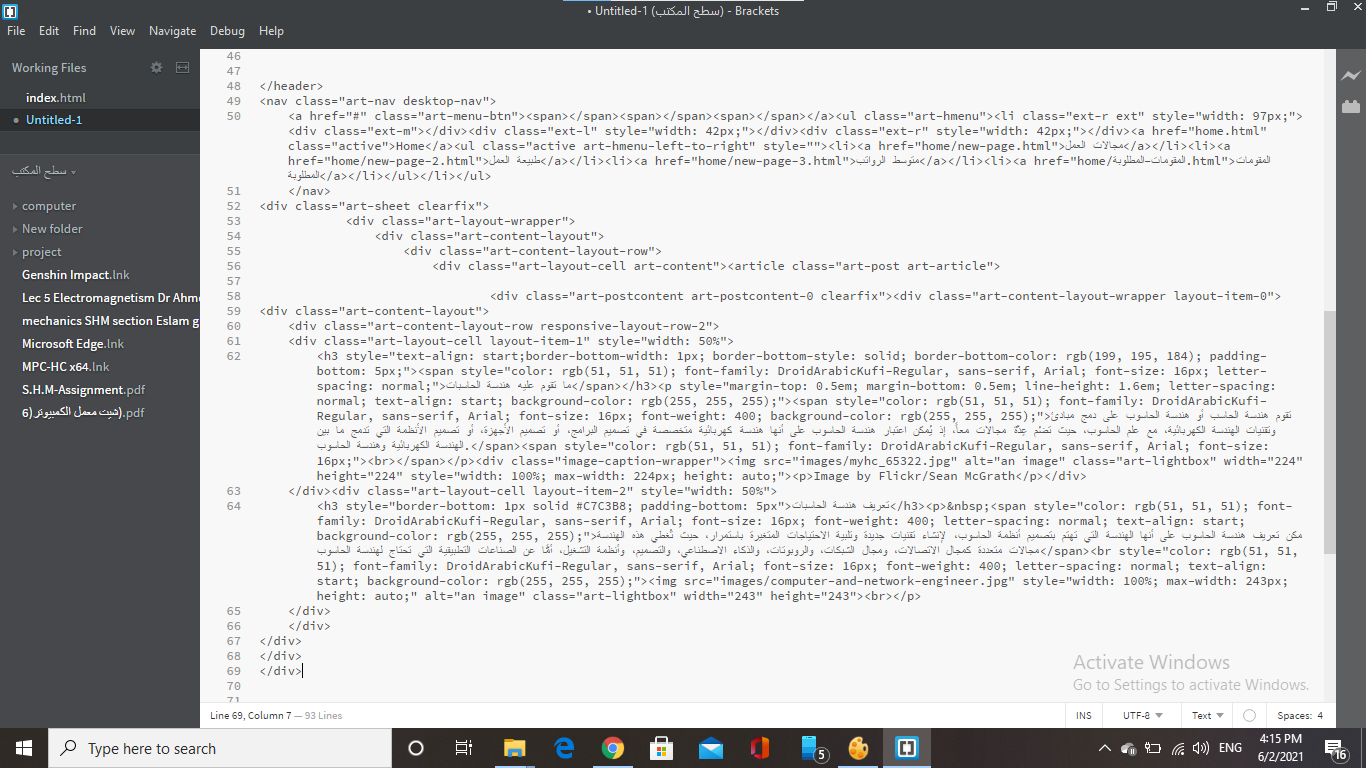 • Untitled-1 (سطح المكتب) - Brackets
File Edit Find View Navigate Debug Help
Working Files
index.html
• Untitled-1
سطح المكتب
computer
New folder
project
Genshin Impact.lnk
Lec 5 Electromagnetism Dr Ahme
mechanics SHM section Eslam g
Microsoft Edge.lnk
MPC-HC x64.lnk
S.H.M-Assignment.pdf
شيت معمل الكمبيوتر (6).pdf
46
47
48 </header>
49 <nav class="art-nav desktop-nav">
50 <a href="#" class="art-menu-btn"><span></span><span></span><span></span></a><ul class="art-hmenu"><li class="ext-r ext" style="width: 97px;">
<div class="ext-m"></div><div class="ext-l" style="width: 42px;"></div><div class="ext-r" style="width: 42px;"></div><a href="home.html"
class="active">Home</a><ul class="active art-hmenu-left-to-right" style=""><li><a href="home/new-page.html">مجالات العمل</a></li><li><a
href="home/new-page-2.html">طبيعة العمل</a></li><li><a href="home/new-page-3.html">متوسط الرواتب</a></li><li><a href="home/المقومات-المطلوبة.html">المقومات
المطلوبة</a></li></ul></li></ul>
51 </nav>
52 <div class="art-sheet clearfix">
53 <div class="art-layout-wrapper">
54 <div class="art-content-layout">
55 <div class="art-content-layout-row">
56 <div class="art-layout-cell art-content"><article class="art-post art-article">
57
58 <div class="art-postcontent art-postcontent-0 clearfix"><div class="art-content-layout-wrapper layout-item-0">
59 <div class="art-content-layout">
60 <div class="art-content-layout-row responsive-layout-row-2">
61 <div class="art-layout-cell layout-item-1" style="width: 50%">
62 <h3 style="text-align: start;border-bottom-width: 1px; border-bottom-style: solid; border-bottom-color: rgb(199, 195, 184); padding-
bottom: 5px;"><span style="color: rgb(51, 51, 51); font-family: DroidArabicKufi-Regular, sans-serif, Arial; font-size: 16px; letter-
spacing: normal;">ما تقوم عليه هندسة الحاسبات</span></h3><p style="margin-top: 0.5em; margin-bottom: 0.5em; line-height: 1.6em; letter-spacing:
normal; text-align: start; background-color: rgb(255, 255, 255);"><span style="color: rgb(51, 51, 51); font-family: DroidArabicKufi-
Regular, sans-serif, Arial; font-size: 16px; font-weight: 400; background-color: rgb(255, 255, 255);">تقوم هندسة الحاسب أو هندسة الحاسوب على دمج مبادئ
وتقنيات الهندسة الكهربائية، مع علم الحاسوب، حيث تضم عدة مجالات معاً، إذ يُمكن اعتبار هندسة الحاسوب على أنها هندسة كهربائية متخصصة في تصميم البرامج، أو تصميم الأجهزة، أو تصميم الأنظمة التي تدمج ما بين
الهندسة الكهربائية وهندسة الحاسوب.</span><span style="color: rgb(51, 51, 51); font-family: DroidArabicKufi-Regular, sans-serif, Arial; font-size:
16px;"><br></span></p><div class="image-caption-wrapper"><img src="images/myhc_65322.jpg" alt="an image" class="art-lightbox" width="224"
height="224" style="width: 100%; max-width: 224px; height: auto;"><p>Image by Flickr/Sean McGrath</p></div>
63 </div><div class="art-layout-cell layout-item-2" style="width: 50%">
64 <h3 style="border-bottom: 1px solid #C7C3B8; padding-bottom: 5px">تعريف هندسة الحاسبات</h3><p>&nbsp;<span style="color: rgb(51, 51, 51); font-
family: DroidArabicKufi-Regular, sans-serif, Arial; font-size: 16px; font-weight: 400; letter-spacing: normal; text-align: start;
background-color: rgb(255, 255, 255);">مكن تعريف هندسة الحاسوب على أنها الهندسة التي تهتم بتصميم أنظمة الحاسوب، لإنشاء تقنيات جديدة وتلبية الاحتياجات المتغيرة باستمرار، حيث تُغطي هذه الهندسة
مجالات متعددة كمجال الاتصالات، ومجال الشبكات، والروبوتات، والذكاء الاصطناعي، والتصميم، وأنظمة التشغيل، أمّا عن الصناعات التطبيقية التي تحتاج لهندسة الحاسوب</span><br style="color: rgb(51, 51,
51); font-family: DroidArabicKufi-Regular, sans-serif, Arial; font-size: 16px; font-weight: 400; letter-spacing: normal; text-align:
start; background-color: rgb(255, 255, 255);"><img src="images/computer-and-network-engineer.jpg" style="width: 100%; max-width: 243px;
height: auto;" alt="an image" class="art-lightbox" width="243" height="243"><br></p>
65 </div>
66 </div>
67 </div>
68 </div>
69 </div>
70
71
Activate Windows
Go to Settings to activate Windows.
Line 69, Column 7 — 93 Lines
INS UTF-8 Text Spaces: 4
Type here to search
5
ENG
4:15 PM
6/2/2021
16